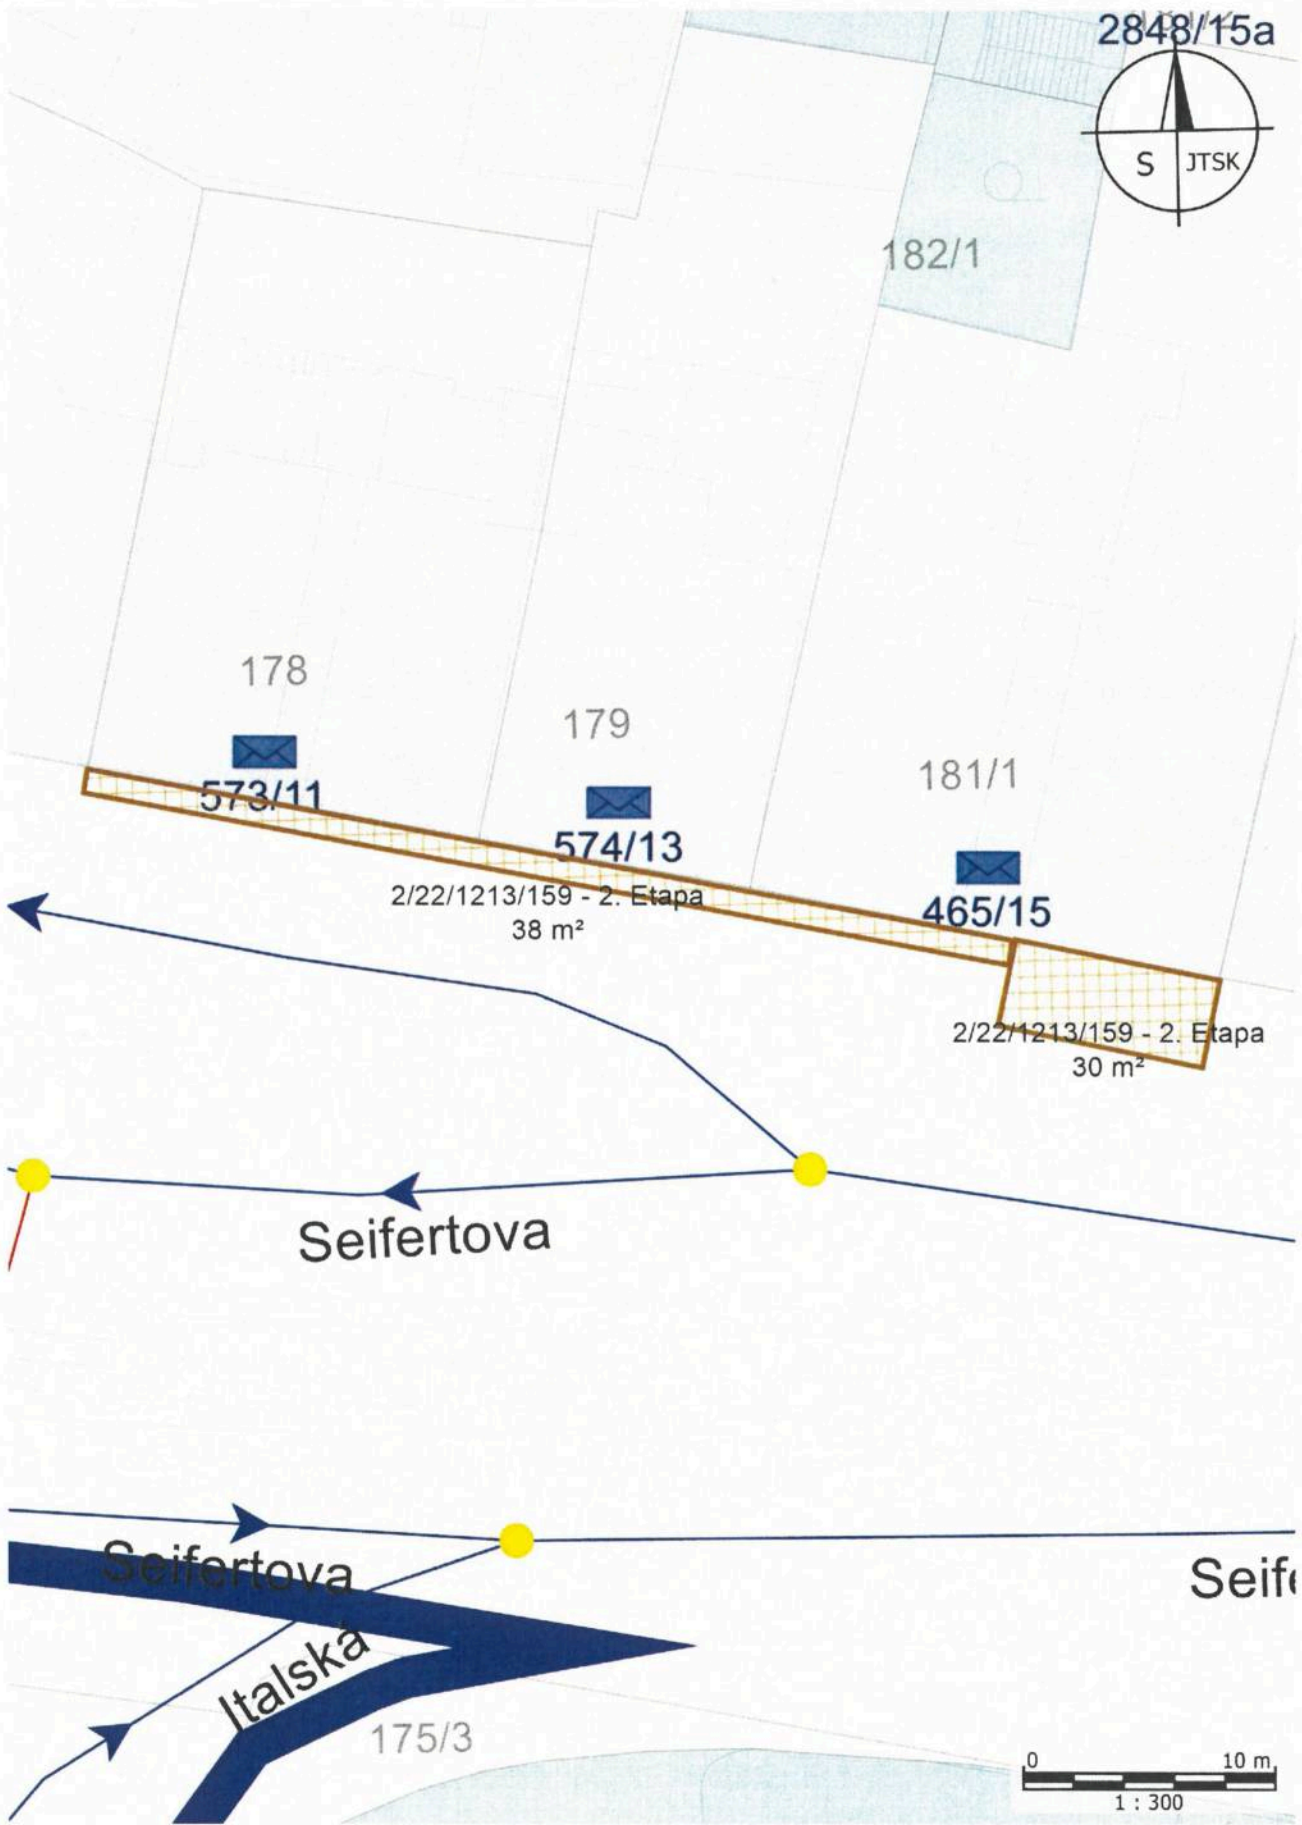 2848/15a
S JTSK
182/1
178
179
181/1
573/11
574/13
465/15
2/22/1213/159 - 2. Etapa
38 m²
2/22/1213/159 - 2. Etapa
30 m²
Seifertova
Seifertova
Seife
Italská
175/3
0 10 m
1 : 300